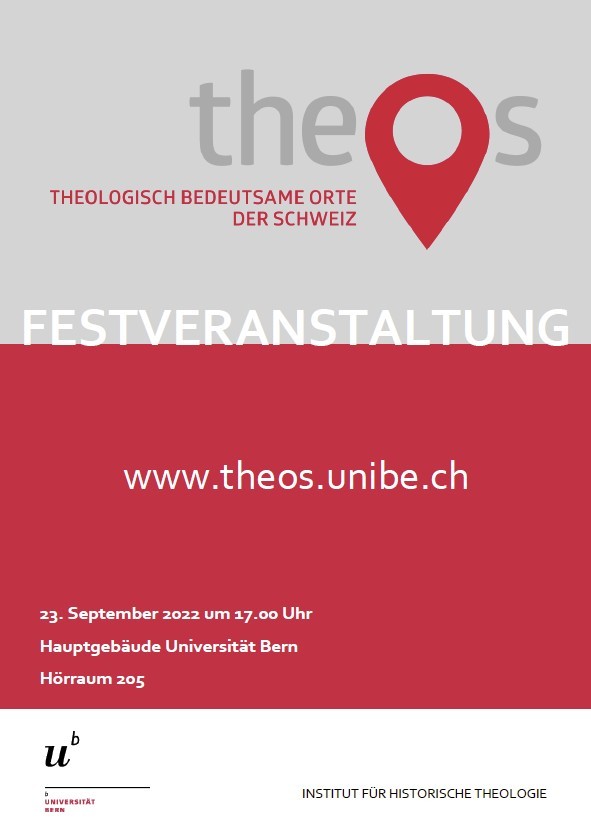 theos
THEOLOGISCH BEDEUTSAME ORTE
DER SCHWEIZ
FESTVERANSTALTUNG
www.theos.unibe.ch
23. September 2022 um 17.00 Uhr
Hauptgebäude Universität Bern
Hörraum 205
u b
b
UNIVERSITÄT
BERN
INSTITUT FÜR HISTORISCHE THEOLOGIE